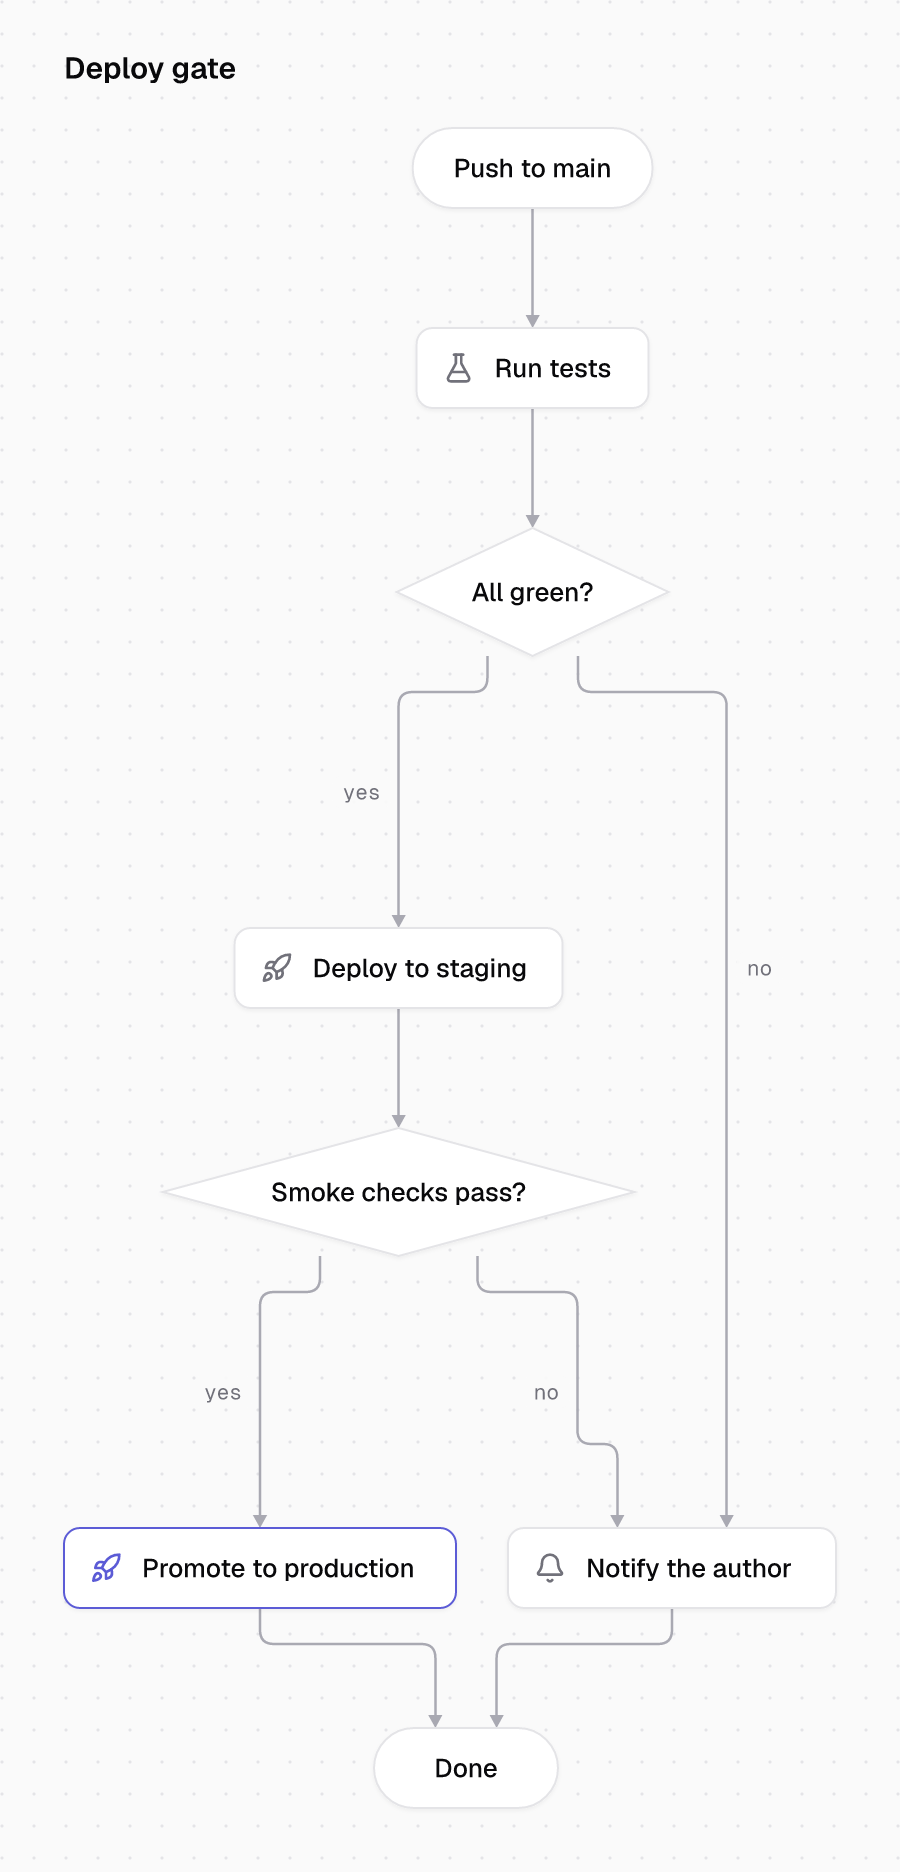 Deploy gate
Push to main
Run tests
All green?
yes
Deploy to staging
no
Smoke checks pass?
yes
no
Promote to production
Notify the author
Done